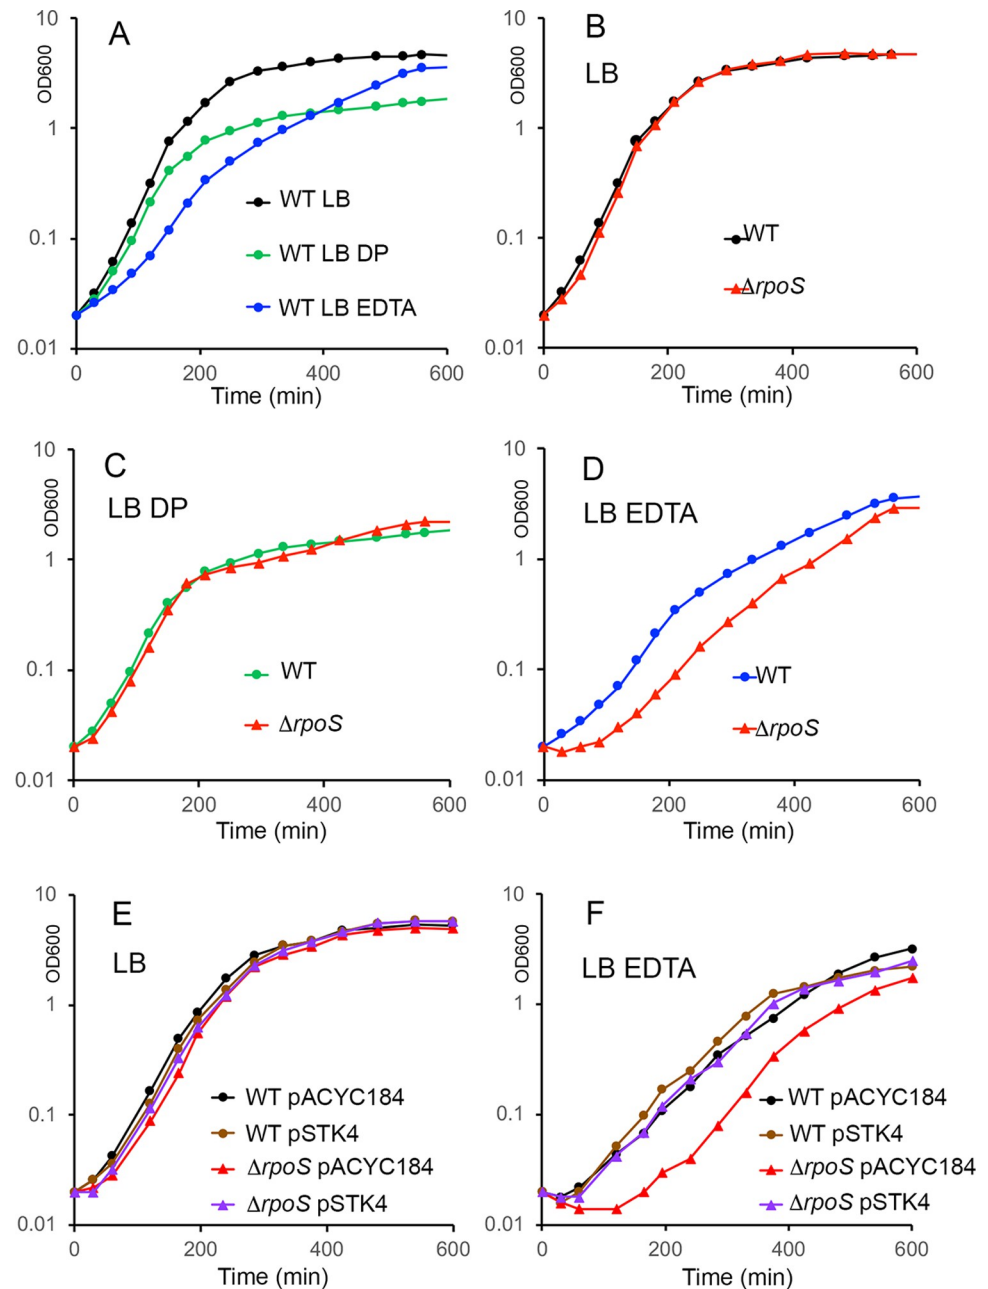 A
OD600
10
1
0.1
0.01
WT LB
WT LB DP
WT LB EDTA
0 200 400 600
Time (min)
B
LB
OD600
10
1
0.1
0.01
WT
ΔrpoS
0 200 400 600
Time (min)
C
LB DP
OD600
10
1
0.1
0.01
WT
ΔrpoS
0 200 400 600
Time (min)
D
LB EDTA
OD600
10
1
0.1
0.01
WT
ΔrpoS
0 200 400 600
Time (min)
E
LB
OD600
10
1
0.1
0.01
WT pACYC184
WT pSTK4
ΔrpoS pACYC184
ΔrpoS pSTK4
0 200 400 600
Time (min)
F
LB EDTA
OD600
10
1
0.1
0.01
WT pACYC184
WT pSTK4
ΔrpoS pACYC184
ΔrpoS pSTK4
0 200 400 600
Time (min)